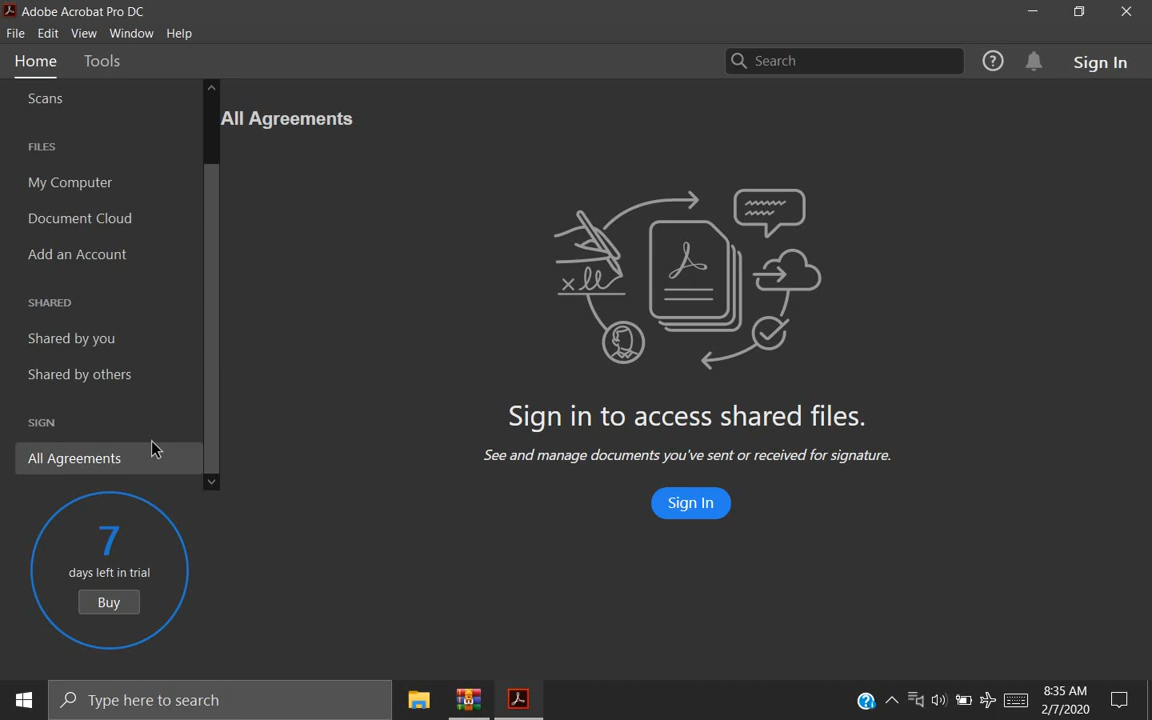 Adobe Acrobat Pro DC
File Edit View Window Help
Home Tools Search Sign In
Scans
FILES
My Computer
Document Cloud
Add an Account
SHARED
Shared by you
Shared by others
SIGN
All Agreements
7
days left in trial
Buy
All Agreements
Sign in to access shared files.
See and manage documents you've sent or received for signature.
Sign In
Type here to search
8:35 AM
2/7/2020